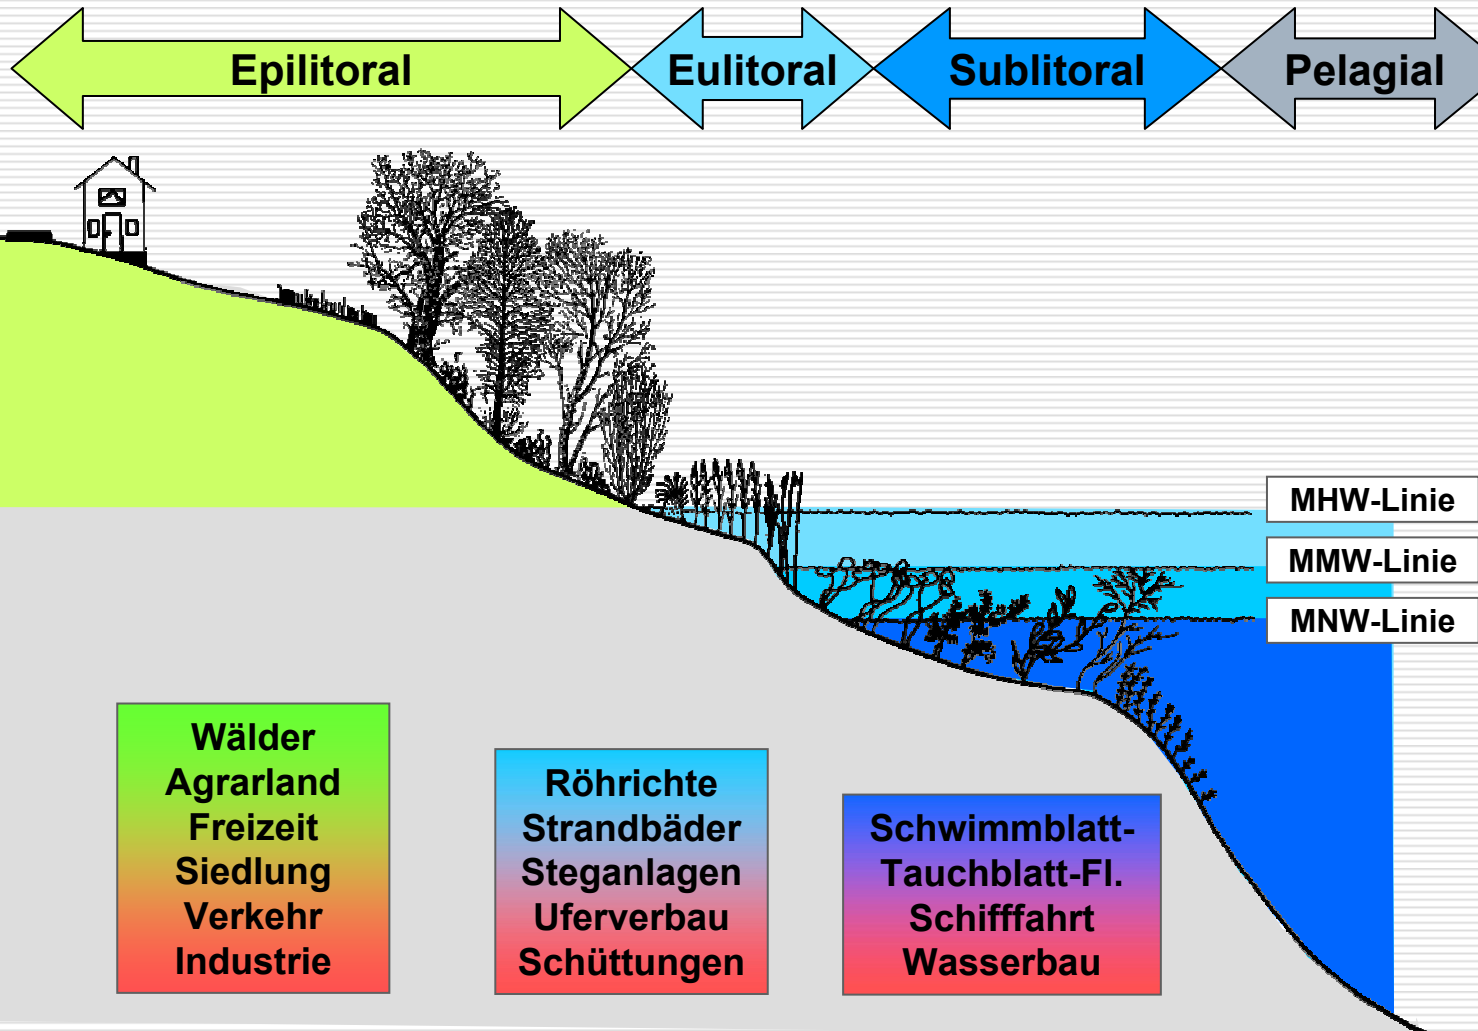 Epilitoral
Eulitoral
Sublitoral
Pelagial
MHW-Linie
MMW-Linie
MNW-Linie
Wälder
Agrarland
Freizeit
Siedlung
Verkehr
Industrie
Röhrichte
Strandbäder
Steganlagen
Uferverbau
Schüttungen
Schwimmblatt-
Tauchblatt-Fl.
Schifffahrt
Wasserbau